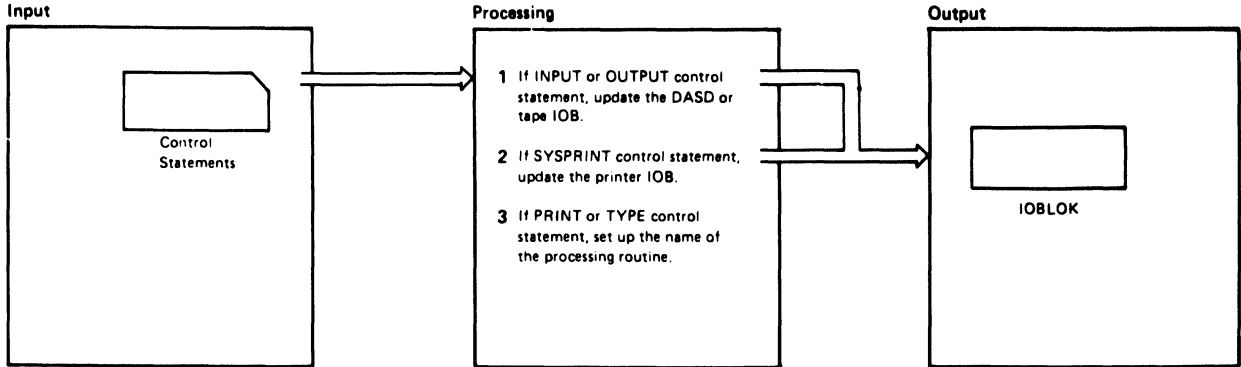 Input
Processing
Output
Control
Statements
1 If INPUT or OUTPUT control
statement, update the DASD or
tape IOB.
2 If SYSPRINT control statement,
update the printer IOB.
3 If PRINT or TYPE control
statement, set up the name of
the processing routine.
IOBLOK